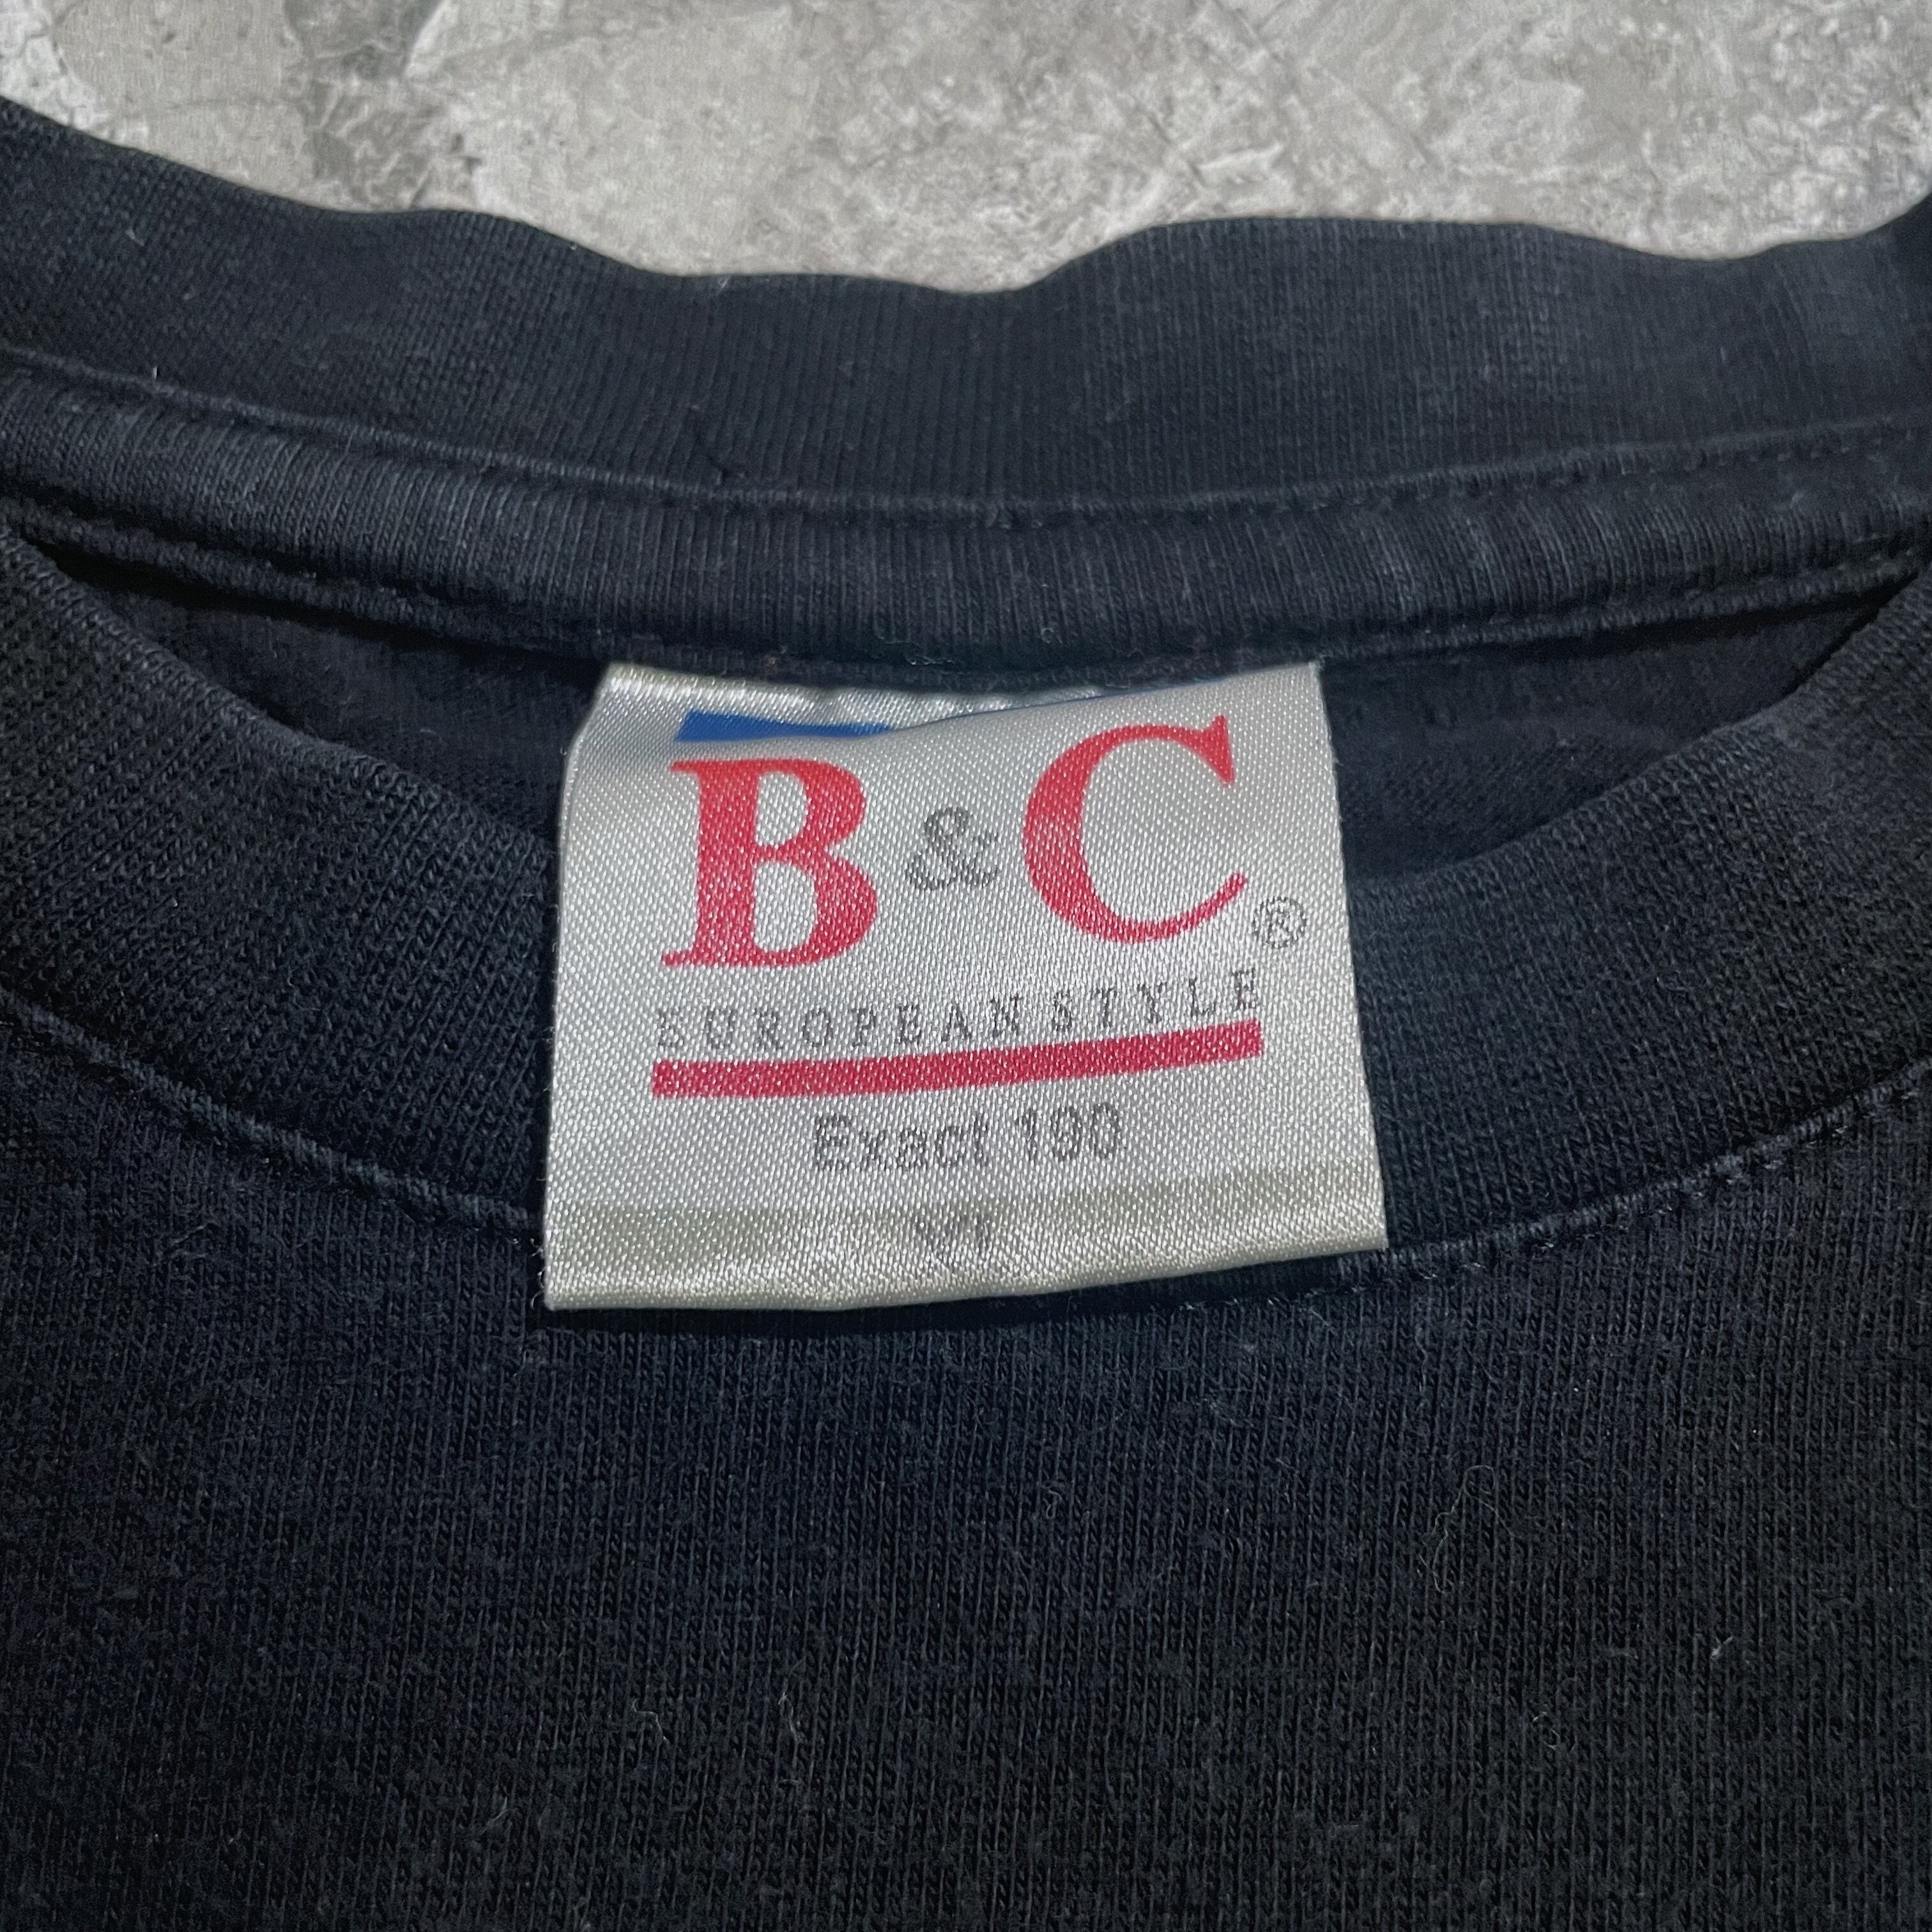 B & C ®
EUROPEAN STYLE
Exact 190